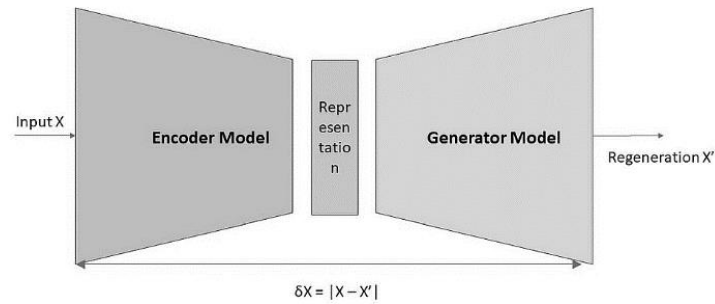 Input X
Encoder Model
Repr
esen
tatio
n
Generator Model
Regeneration X'
δX = |X – X'|